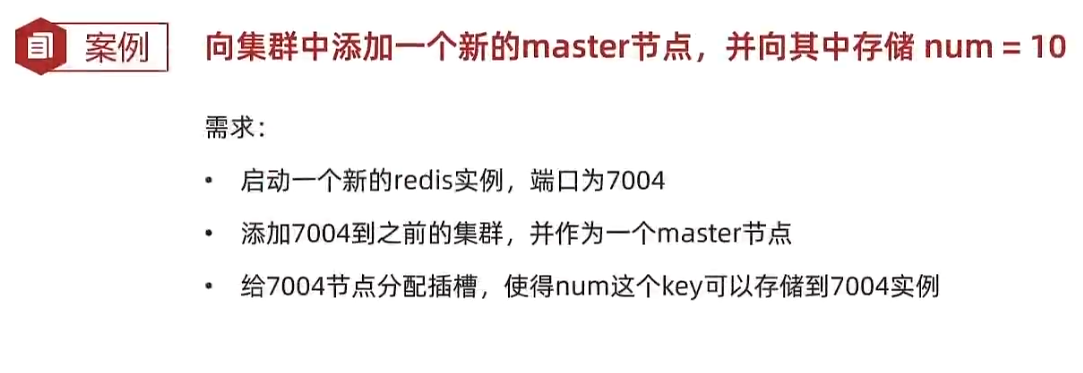 案例
向集群中添加一个新的master节点，并向其中存储 num = 10
需求：
• 启动一个新的redis实例，端口为7004
• 添加7004到之前的集群，并作为一个master节点
• 给7004节点分配插槽，使得num这个key可以存储到7004实例